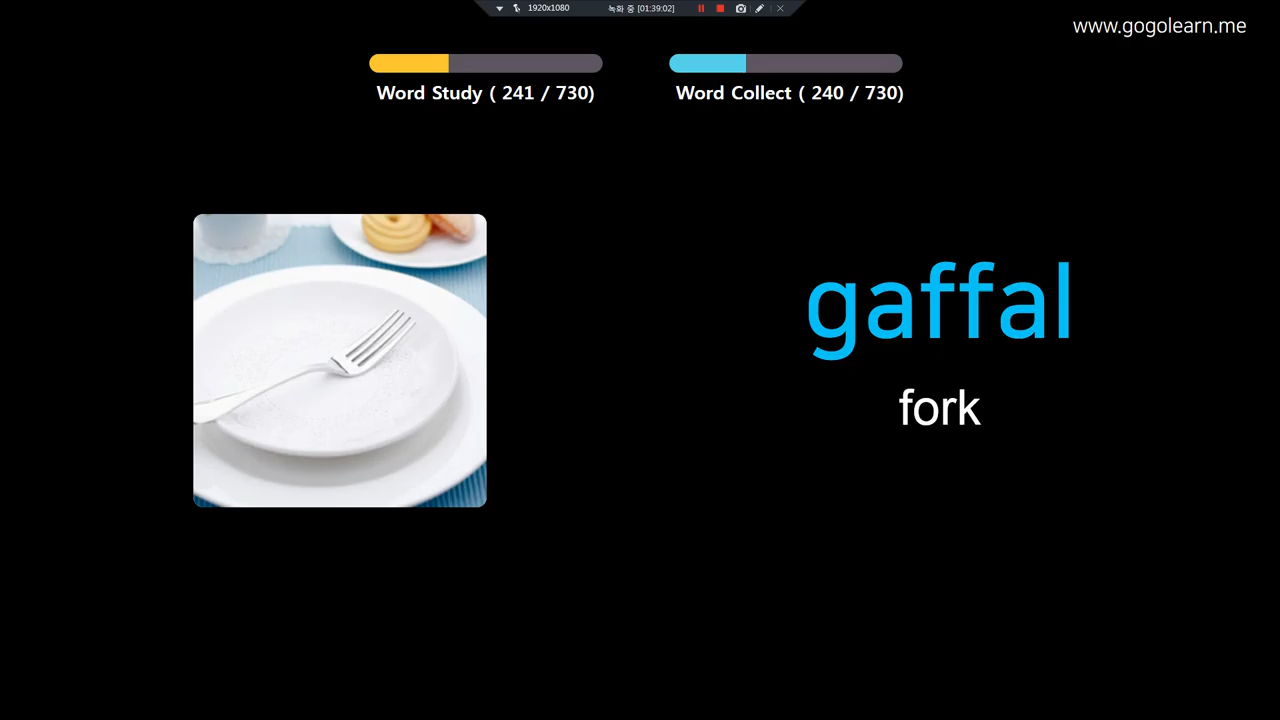 1920x1080 녹화 중 [01:39:02]
www.gogolearn.me
Word Study ( 241 / 730) Word Collect ( 240 / 730)
gaffal
fork